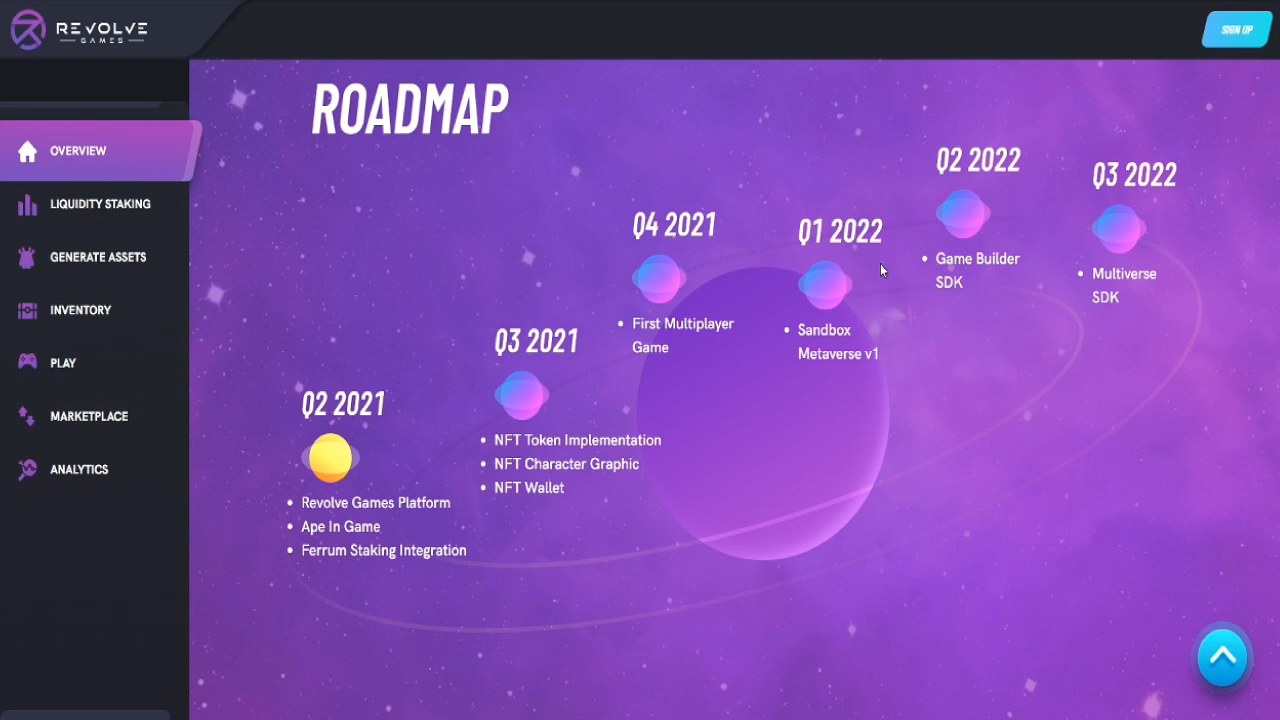 REVOLVE
GAMES
SIGN UP
OVERVIEW
LIQUIDITY STAKING
GENERATE ASSETS
INVENTORY
PLAY
MARKETPLACE
ANALYTICS
ROADMAP
Q2 2021
• Revolve Games Platform
• Ape In Game
• Ferrum Staking Integration
Q3 2021
• NFT Token Implementation
• NFT Character Graphic
• NFT Wallet
Q4 2021
• First Multiplayer
Game
Q1 2022
• Sandbox
Metaverse v1
Q2 2022
• Game Builder
SDK
Q3 2022
• Multiverse
SDK